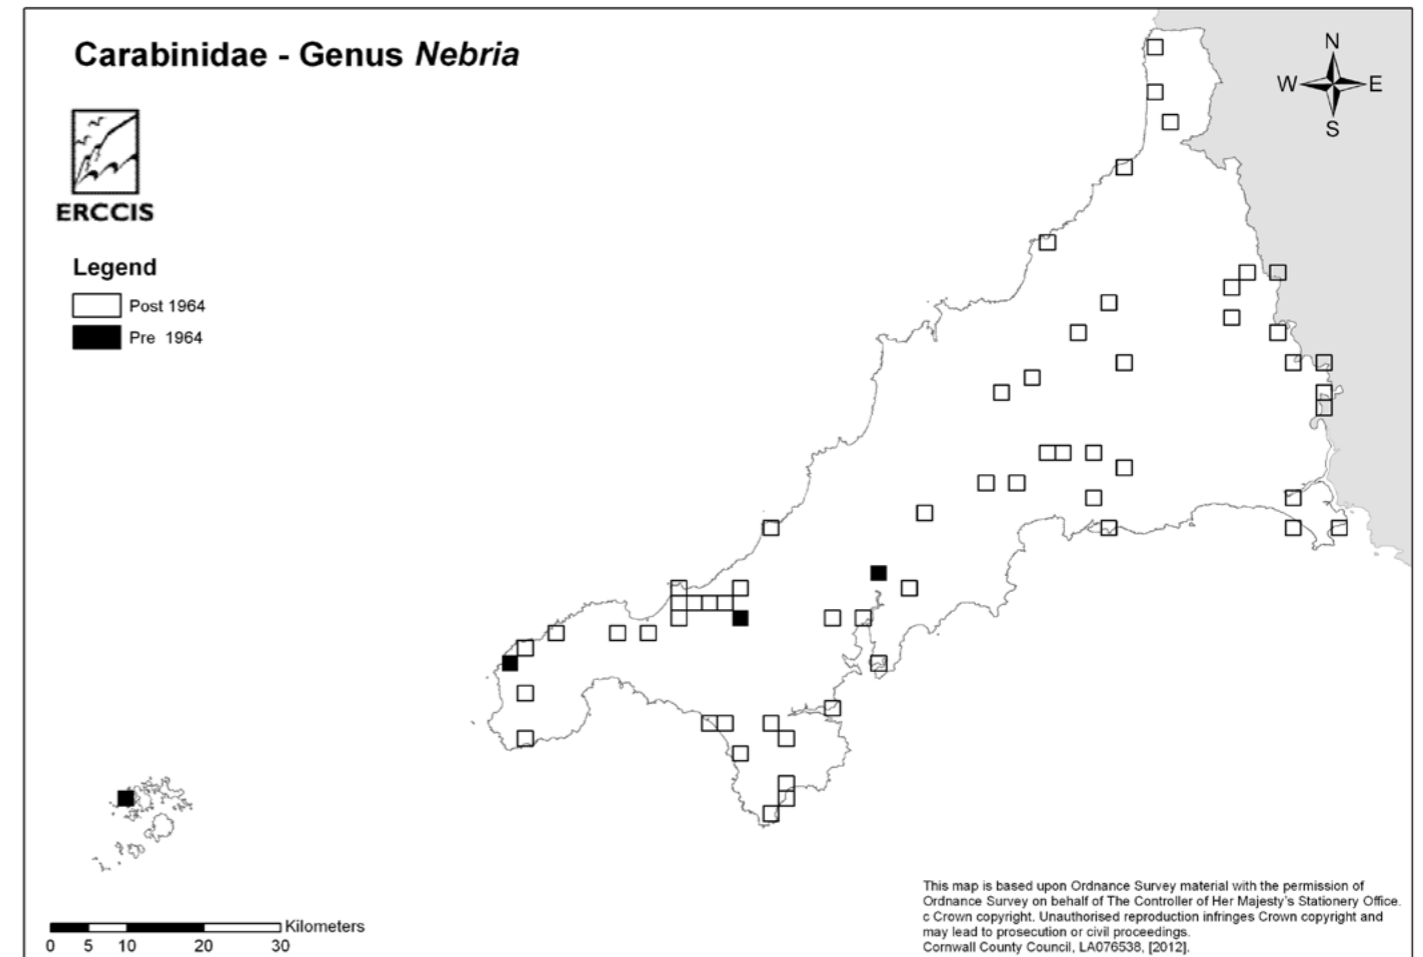 Carabinidae - Genus Nebria
N
W E
S
ERCCIS
Legend
Post 1964
Pre 1964
This map is based upon Ordnance Survey material with the permission of
Ordnance Survey on behalf of The Controller of Her Majesty's Stationery Office.
c Crown copyright. Unauthorised reproduction infringes Crown copyright and
may lead to prosecution or civil proceedings.
Cornwall County Council, LA076538, [2012].
Kilometers
0 5 10 20 30